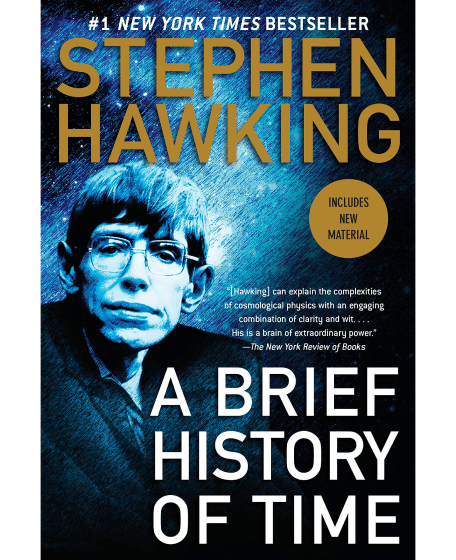 #1 NEW YORK TIMES BESTSELLER
STEPHEN
HAWKING
INCLUDES
NEW
MATERIAL
"[Hawking] can explain the complexities
of cosmological physics with an engaging
combination of clarity and wit. . . .
His is a brain of extraordinary power."
—The New York Review of Books
A BRIEF
HISTORY
OF TIME